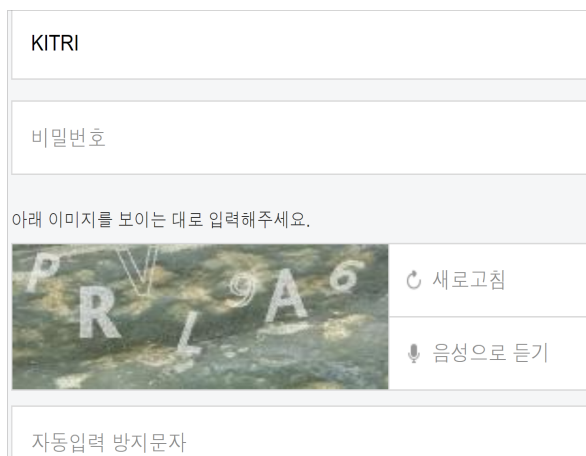 KITRI
비밀번호
아래 이미지를 보이는 대로 입력해주세요.
새로고침
음성으로 듣기
자동입력 방지문자